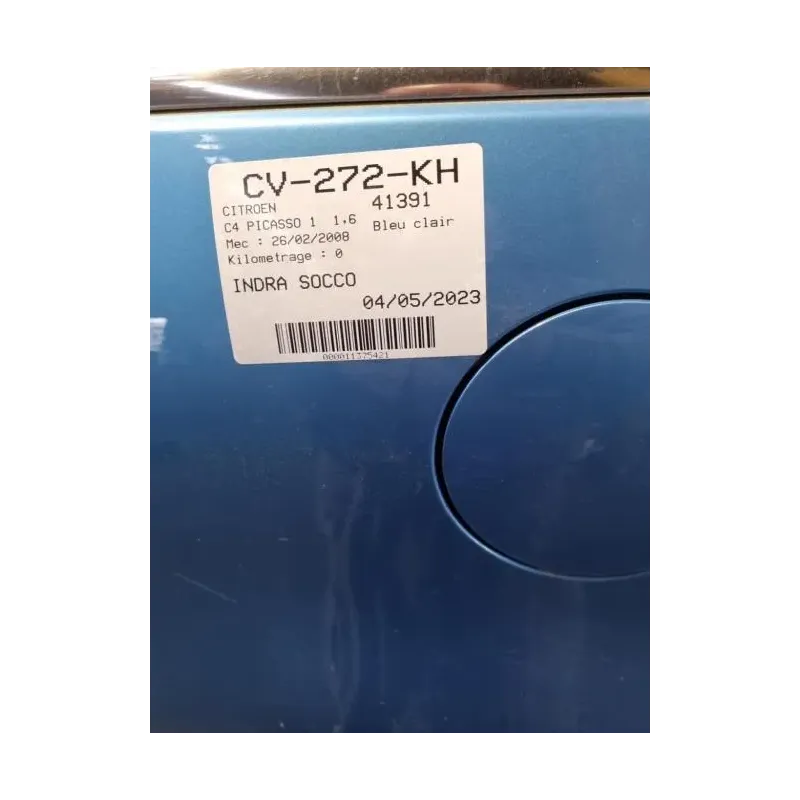 CV-272-KH
CITROEN 41391
C4 PICASSO 1 1,6 Bleu clair
Mec : 26/02/2008
Kilometrage : 0
INDRA SOCCO
04/05/2023
000011375421